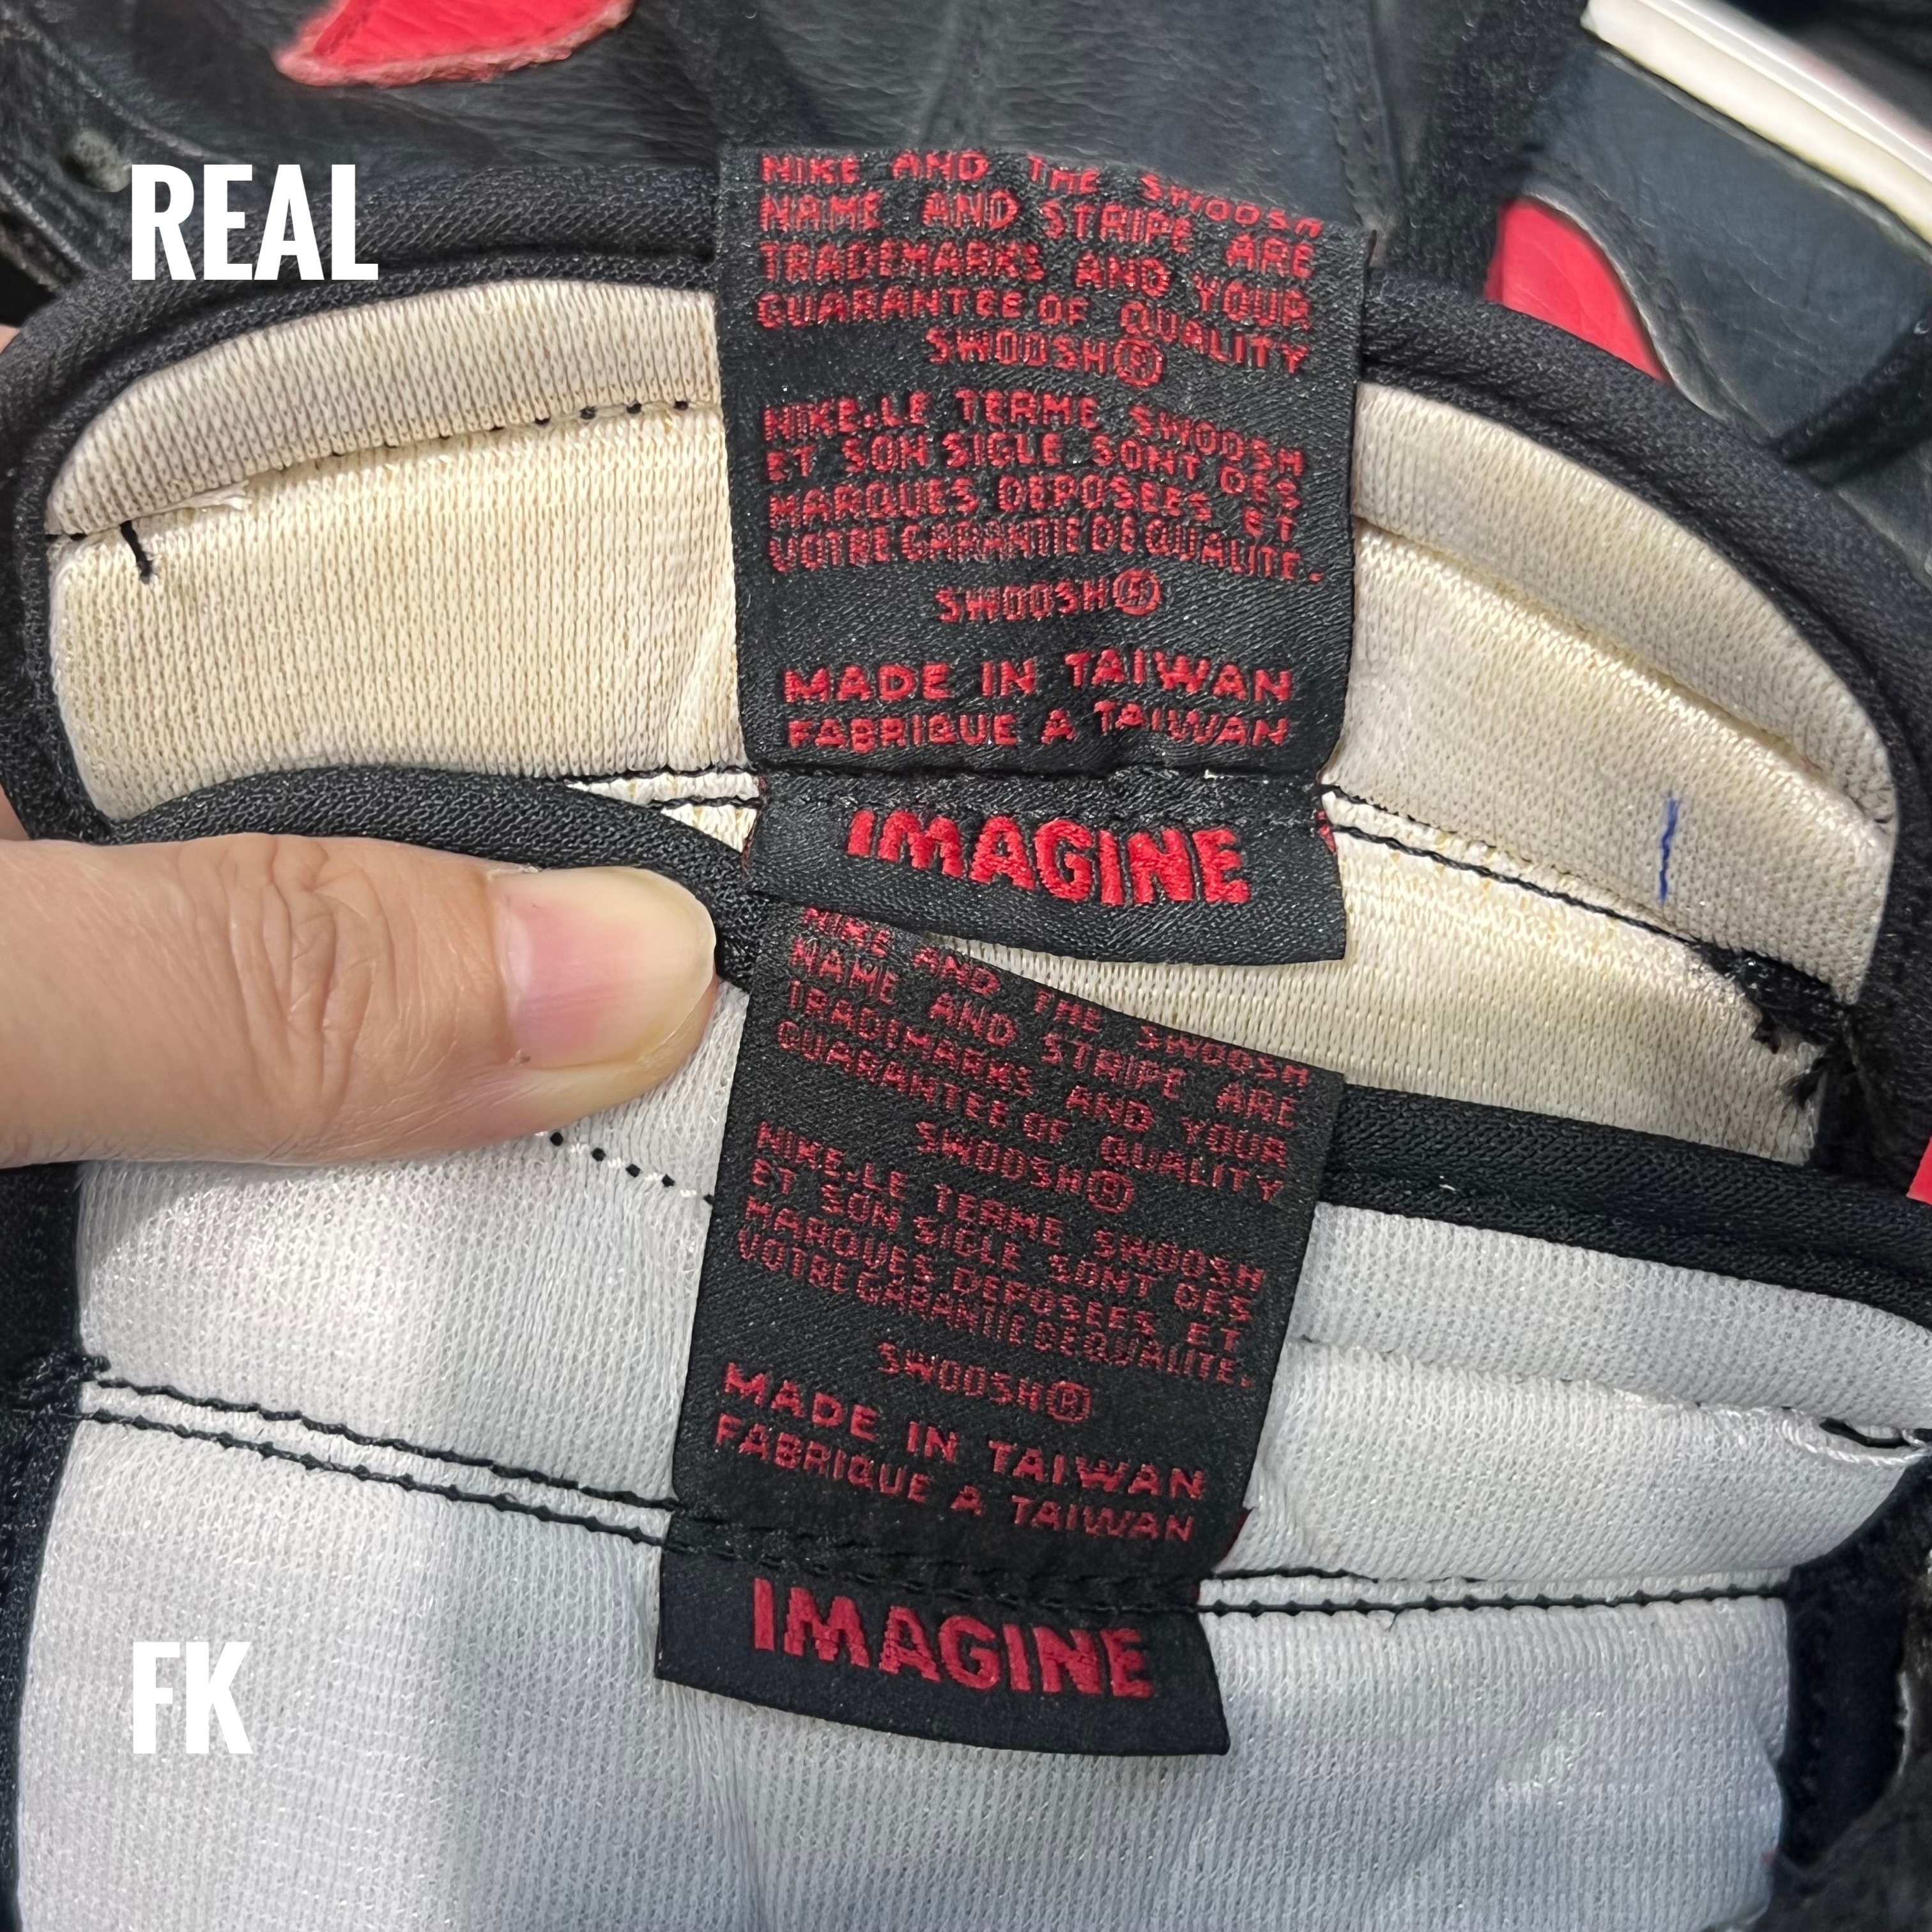 REAL
NIKE AND THE SWOOSH
NAME AND STRIPE ARE
TRADEMARKS AND YOUR
GUARANTEE OF QUALITY
SWOOSH®
NIKE.LE TERME SWOOSH
ET SON SIGLE SONT DES
MARQUES DEPOSEES ET
VOTRE GARANTIE DE QUALITE.
SWOOSH®
MADE IN TAIWAN
FABRIQUE A TAIWAN
IMAGINE
NIKE AND THE SWOOSH
NAME AND STRIPE ARE
TRADIMARKS AND YOUR
GUARANTEE OF QUALITY
SWOOSH®
NIKE.LE TERME SWOOSH
ET SON SIGLE SONT DES
MARQUES DEPOSEES ET
VOTRE GARANTIE DE QUALITE.
SWOOSH®
MADE IN TAIWAN
FABRIQUE A TAIWAN
IMAGINE
FK